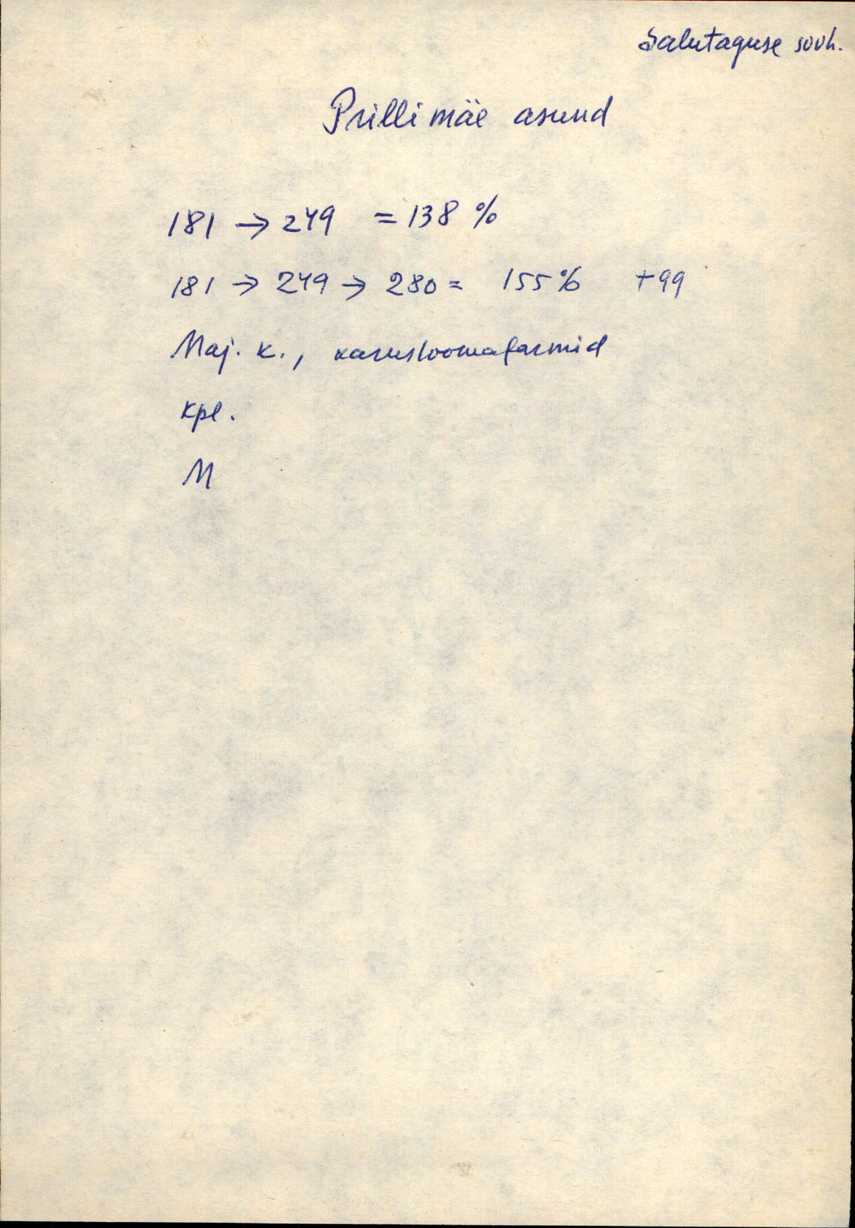 Salutaguse sovh.
Prillimäe asund
181 → 249 = 138 %
181 → 249 → 280 = 155 % +99
Maj. k., karusloomafarmid
kpl.
M